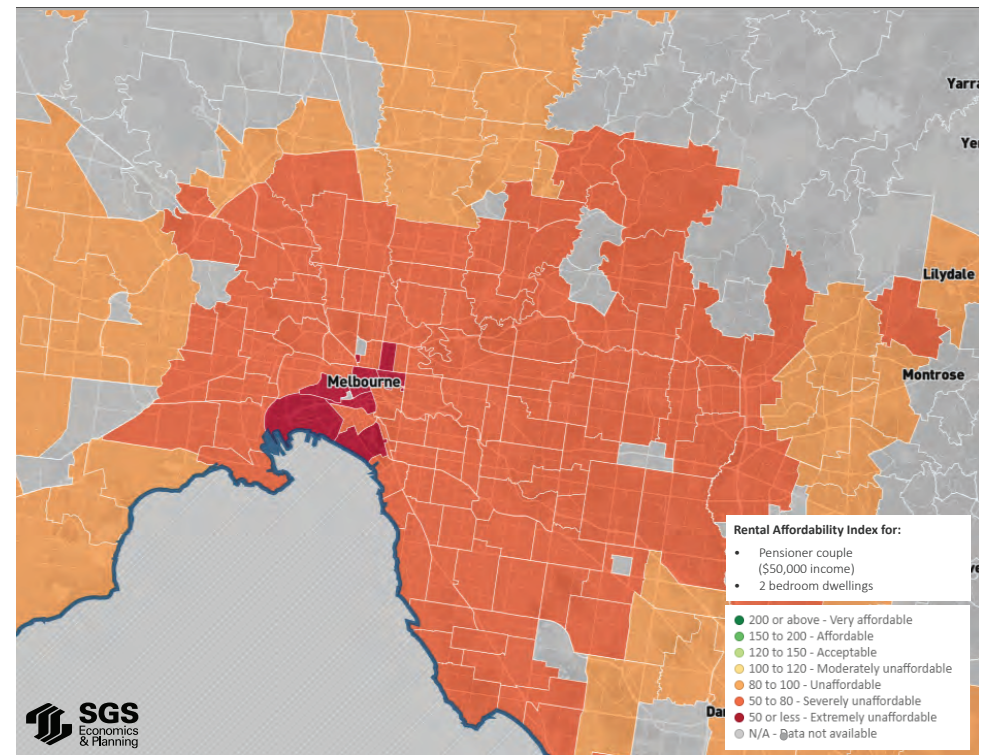 Yarra
Ye
Lilydale
Montrose
Melbourne
Rental Affordability Index for:
• Pensioner couple
($50,000 income)
• 2 bedroom dwellings
200 or above - Very affordable
150 to 200 - Affordable
120 to 150 - Acceptable
100 to 120 - Moderately unaffordable
80 to 100 - Unaffordable
50 to 80 - Severely unaffordable
50 or less - Extremely unaffordable
N/A - Data not available
Da
SGS
Economics
& Planning